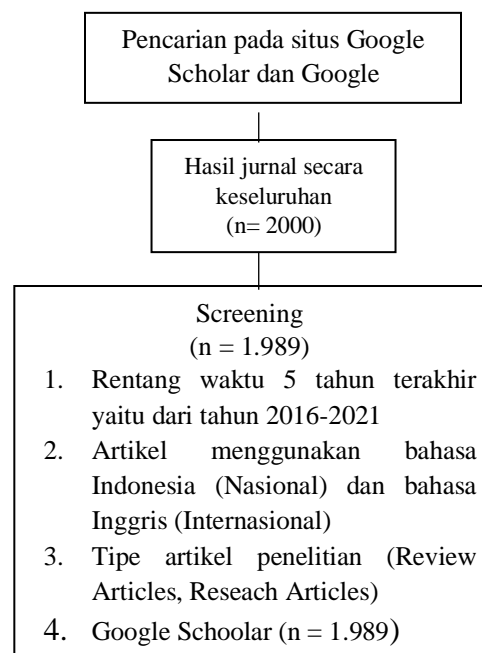 Pencarian pada situs Google
Scholar dan Google
Hasil jurnal secara
keseluruhan
(n= 2000)
Screening
(n = 1.989)
1. Rentang waktu 5 tahun terakhir
yaitu dari tahun 2016-2021
2. Artikel menggunakan bahasa
Indonesia (Nasional) dan bahasa
Inggris (Internasional)
3. Tipe artikel penelitian (Review
Articles, Reseach Articles)
4. Google Schoolar (n = 1.989)